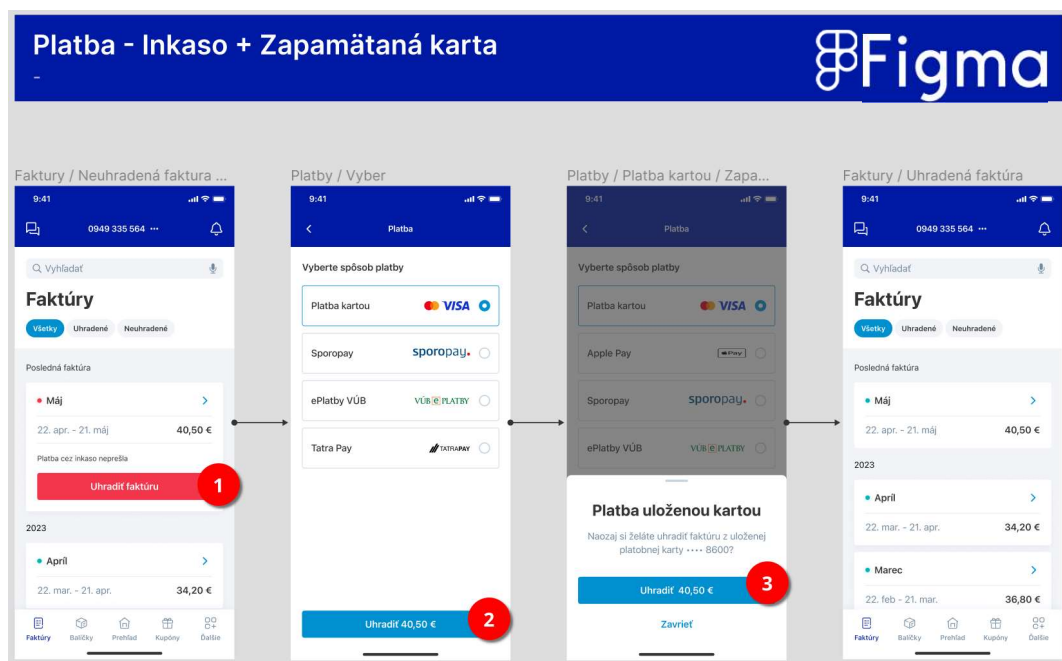 Platba - Inkaso + Zapamätaná karta
-
Figma
Faktury / Neuhradená faktura ...
9:41
0949 335 564 ···
Vyhľadať
Faktúry
Všetky
Uhradené
Neuhradené
Posledná faktúra
Máj
22. apr. - 21. máj
40,50 €
Platba cez inkaso neprešla
Uhradiť faktúru
1
2023
Apríl
22. mar. - 21. apr.
34,20 €
Faktúry
Balíčky
Prehľad
Kupóny
Ďalšie
Platby / Vyber
9:41
Platba
Vyberte spôsob platby
Platba kartou
VISA
Sporopay
sporopay.
ePlatby VÚB
VÚB e PLATBY
Tatra Pay
TATRAPAY
Uhradiť 40,50 €
2
Platby / Platba kartou / Zapa...
9:41
Platba
Vyberte spôsob platby
Platba kartou
VISA
Apple Pay
Pay
Sporopay
sporopay.
ePlatby VÚB
VÚB e PLATBY
Platba uloženou kartou
Naozaj si želáte uhradiť faktúru z uloženej
platobnej karty ···· 8600?
Uhradiť 40,50 €
3
Zavrieť
Faktury / Uhradená faktúra
9:41
0949 335 564 ···
Vyhľadať
Faktúry
Všetky
Uhradené
Neuhradené
Posledná faktúra
Máj
22. apr. - 21. máj
40,50 €
2023
Apríl
22. mar. - 21. apr.
34,20 €
Marec
22. feb - 21. mar.
36,80 €
Faktúry
Balíčky
Prehľad
Kupóny
Ďalšie